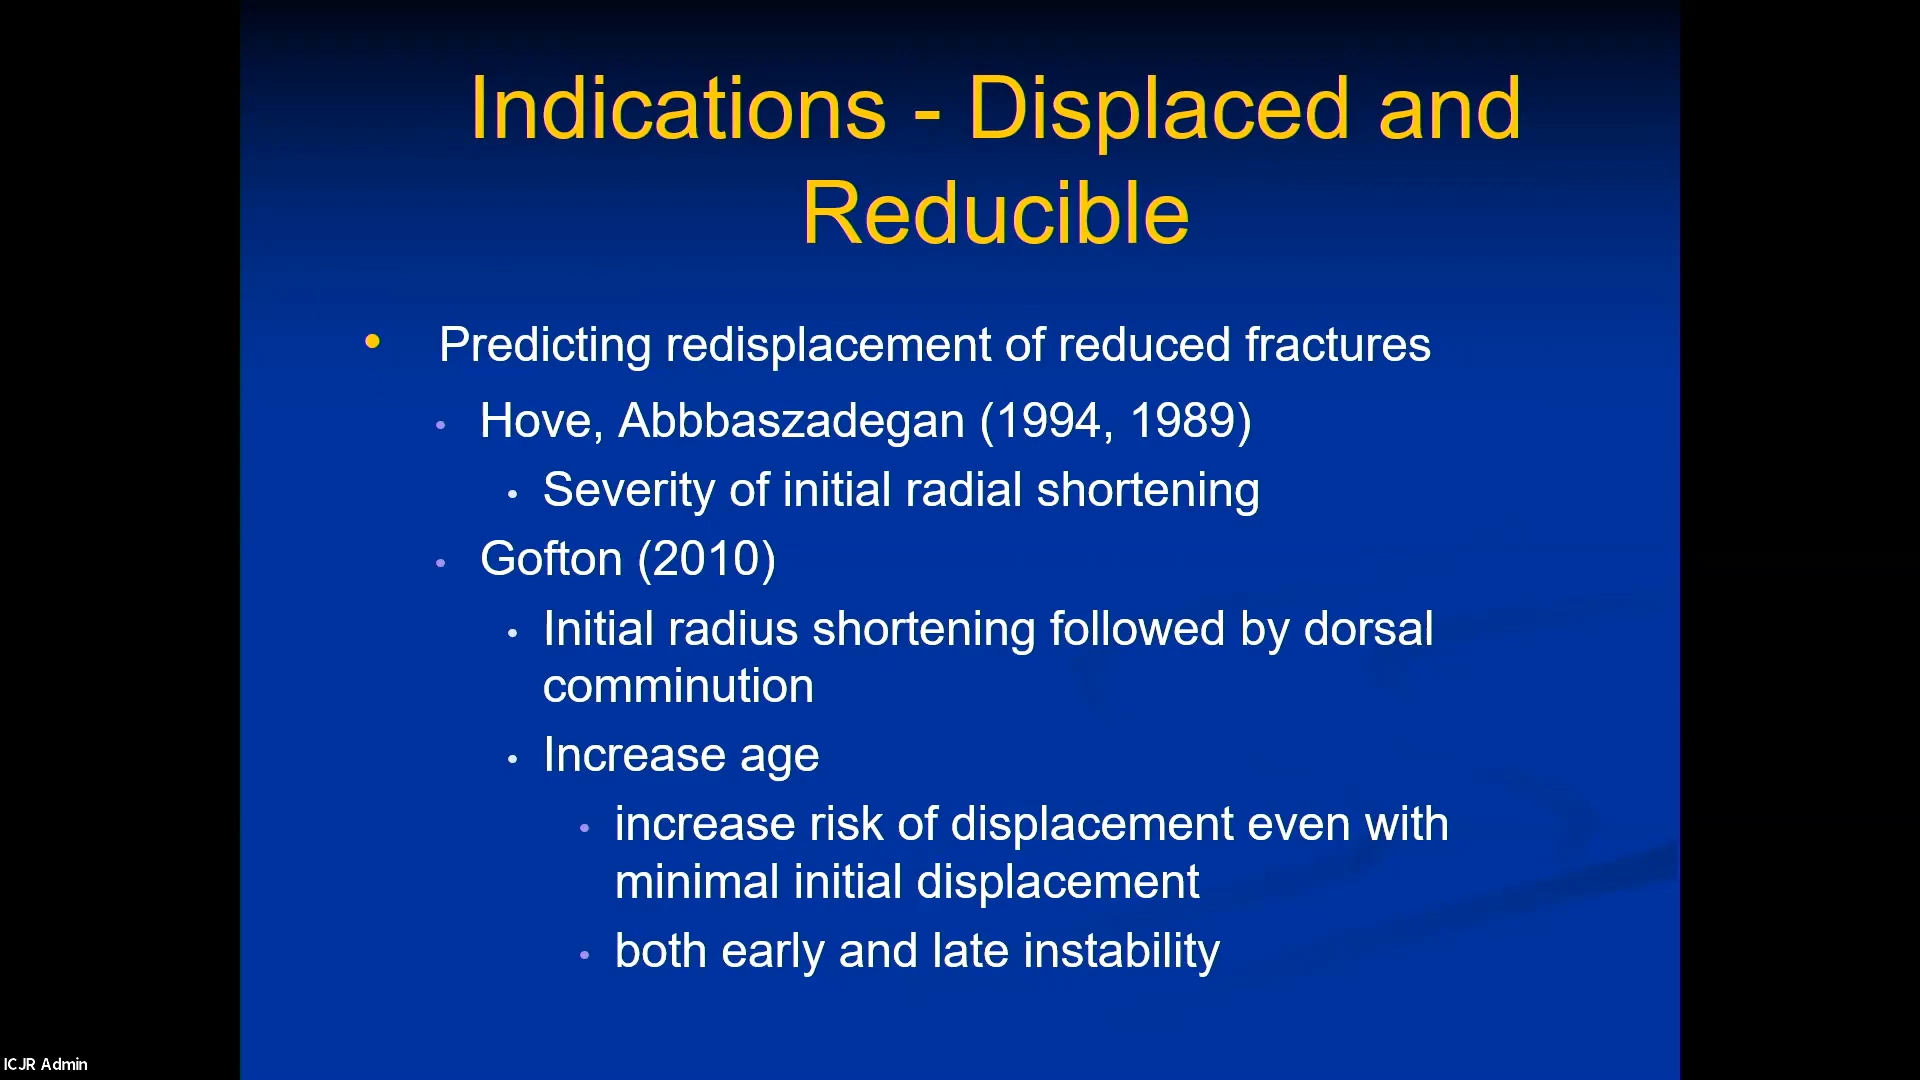 Indications - Displaced and
Reducible
Predicting redisplacement of reduced fractures
Hove, Abbbaszadegan (1994, 1989)
Severity of initial radial shortening
Gofton (2010)
Initial radius shortening followed by dorsal
comminution
Increase age
increase risk of displacement even with
minimal initial displacement
both early and late instability
ICJR Admin